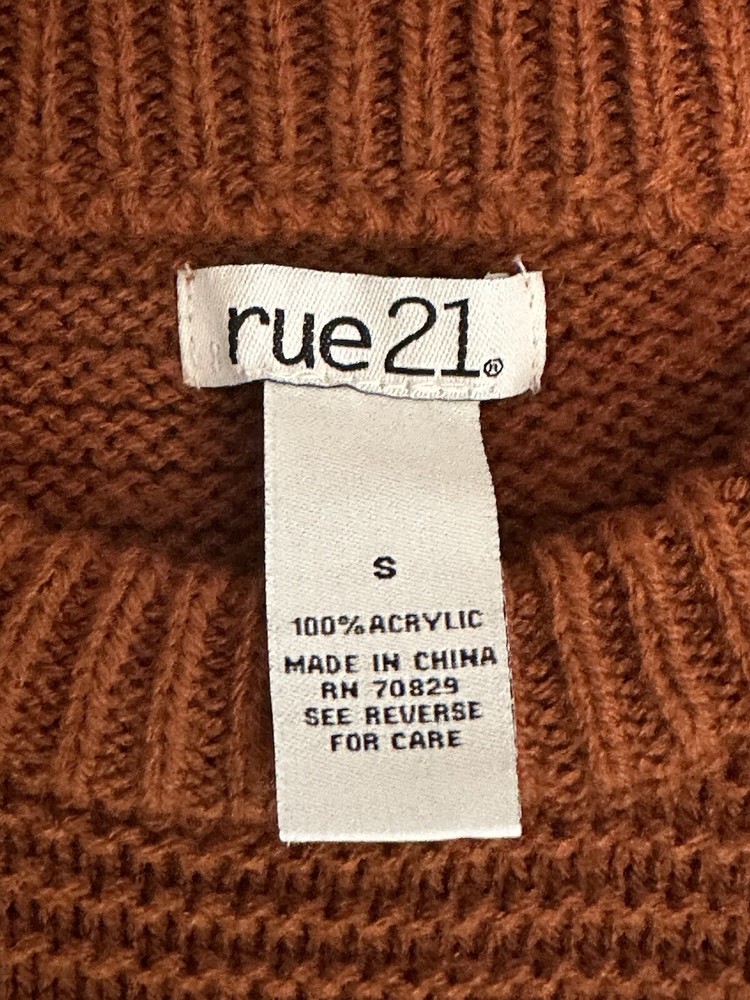 rue21®
S
100% ACRYLIC
MADE IN CHINA
RN 70829
SEE REVERSE
FOR CARE